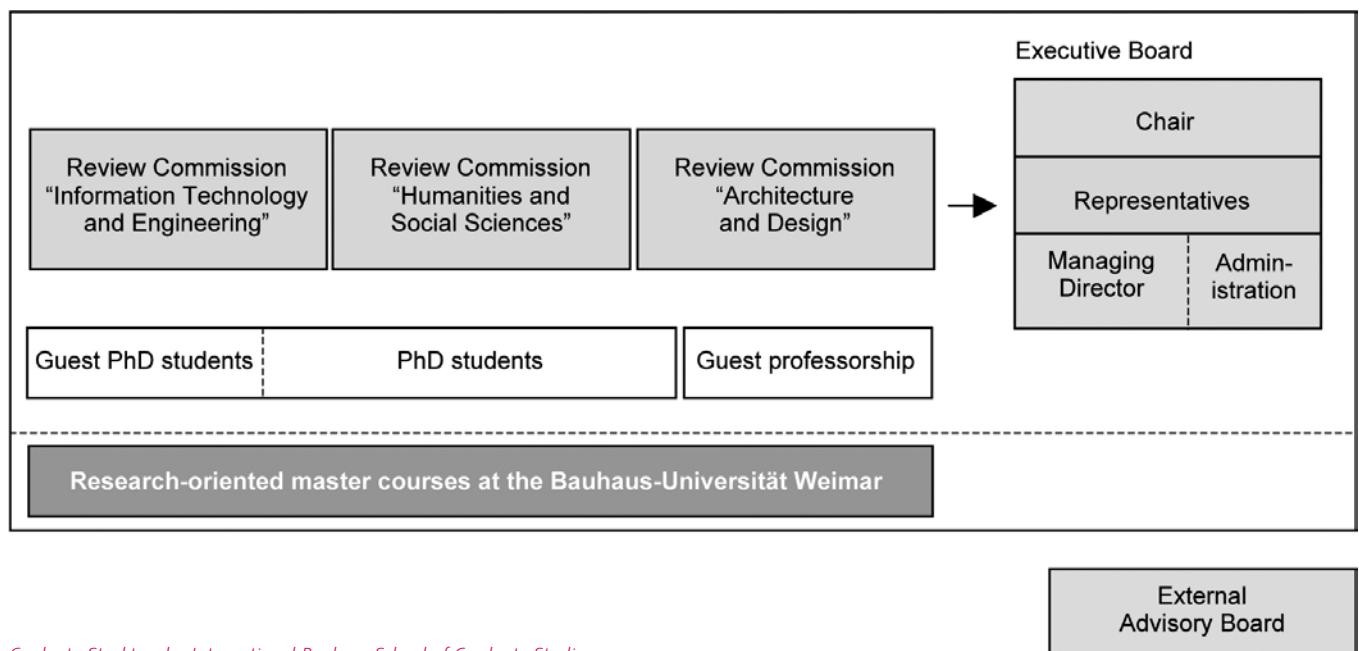 Executive Board
Chair
Review Commission
“Information Technology
and Engineering”
Review Commission
“Humanities and
Social Sciences”
Review Commission
“Architecture
and Design”
Representatives
Managing
Director
Admin-
istration
Guest PhD students
PhD students
Guest professorship
Research-oriented master courses at the Bauhaus-Universität Weimar
External
Advisory Board